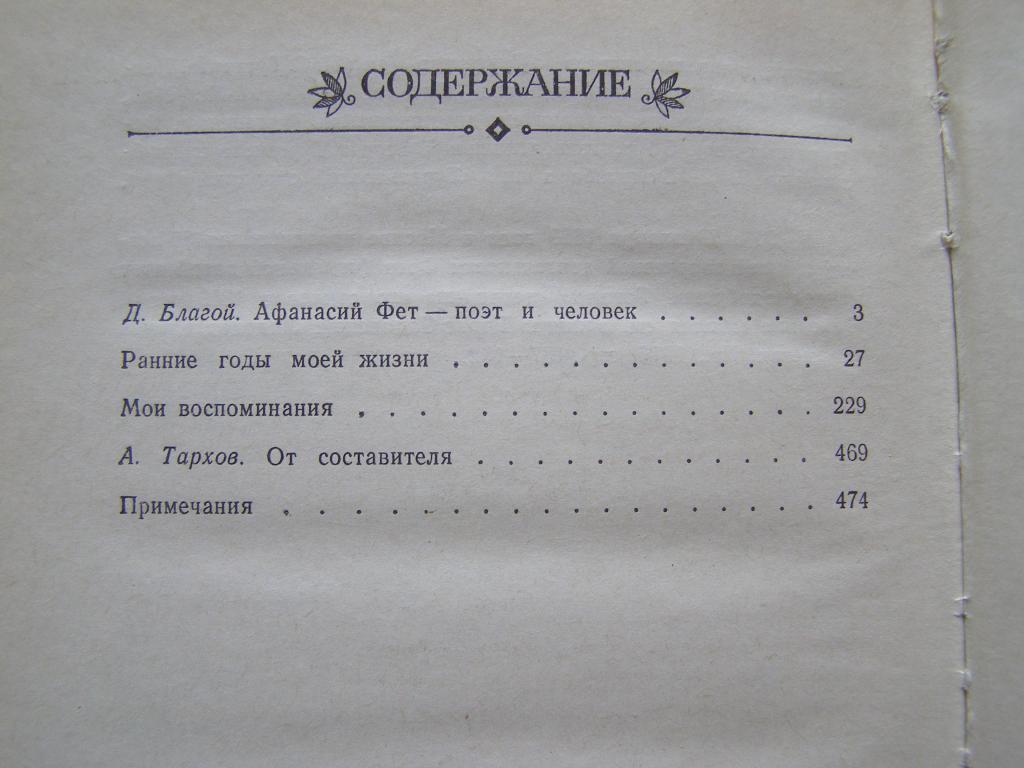 СОДЕРЖАНИЕ
Д. Благой. Афанасий Фет — поэт и человек . . . . . . 3
Ранние годы моей жизни . . . . . . . . . . . . . 27
Мои воспоминания . . . . . . . . . . . . . . . . 229
А. Тархов. От составителя . . . . . . . . . . . . 469
Примечания . . . . . . . . . . . . . . . . . . 474